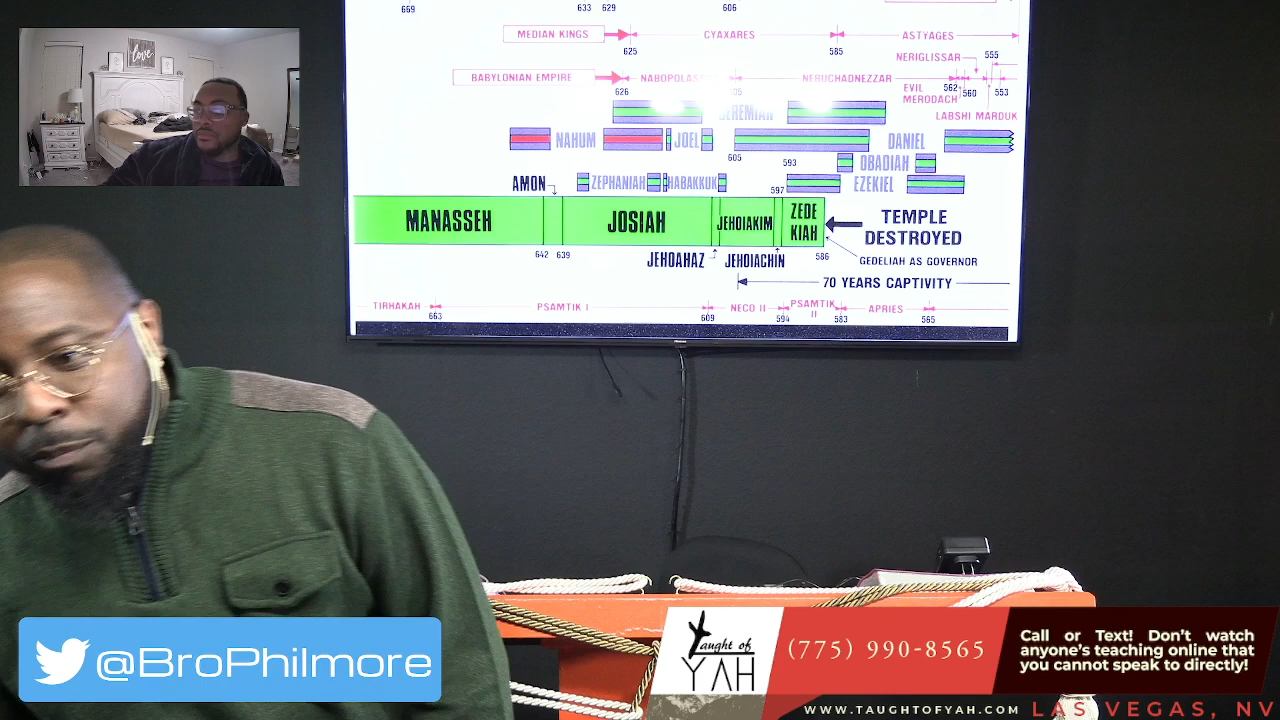 669
633
629
606
MEDIAN KINGS
CYAXARES
ASTYAGES
625
585
NERIGLISSAR
555
BABYLONIAN EMPIRE
NEBUCHADNEZZAR
626
EVIL
MERODACH
562
560
553
LABSHI MARDUK
JEREMIAH
NAHUM
JOEL
DANIEL
605
593
OBADIAH
AMON
ZEPHANIAH
HABAKKUK
597
EZEKIEL
MANASSEH
JOSIAH
JEHOIAKIM
ZEDE
KIAH
TEMPLE
DESTROYED
642
639
586
GEDELIAH AS GOVERNOR
JEHOAHAZ
JEHOIACHIN
70 YEARS CAPTIVITY
TIRHAKAH
663
PSAMTIK I
609
NECO II
594
PSAMTIK
II
583
APRIES
565
Hisense
love
@BroPhilmore
Taught of
YAH
(775) 990-8565
Call or Text! Don't watch
anyone's teaching online that
you cannot speak to directly!
WWW.TAUGHTOFYAH.COM
LAS VEGAS, NV